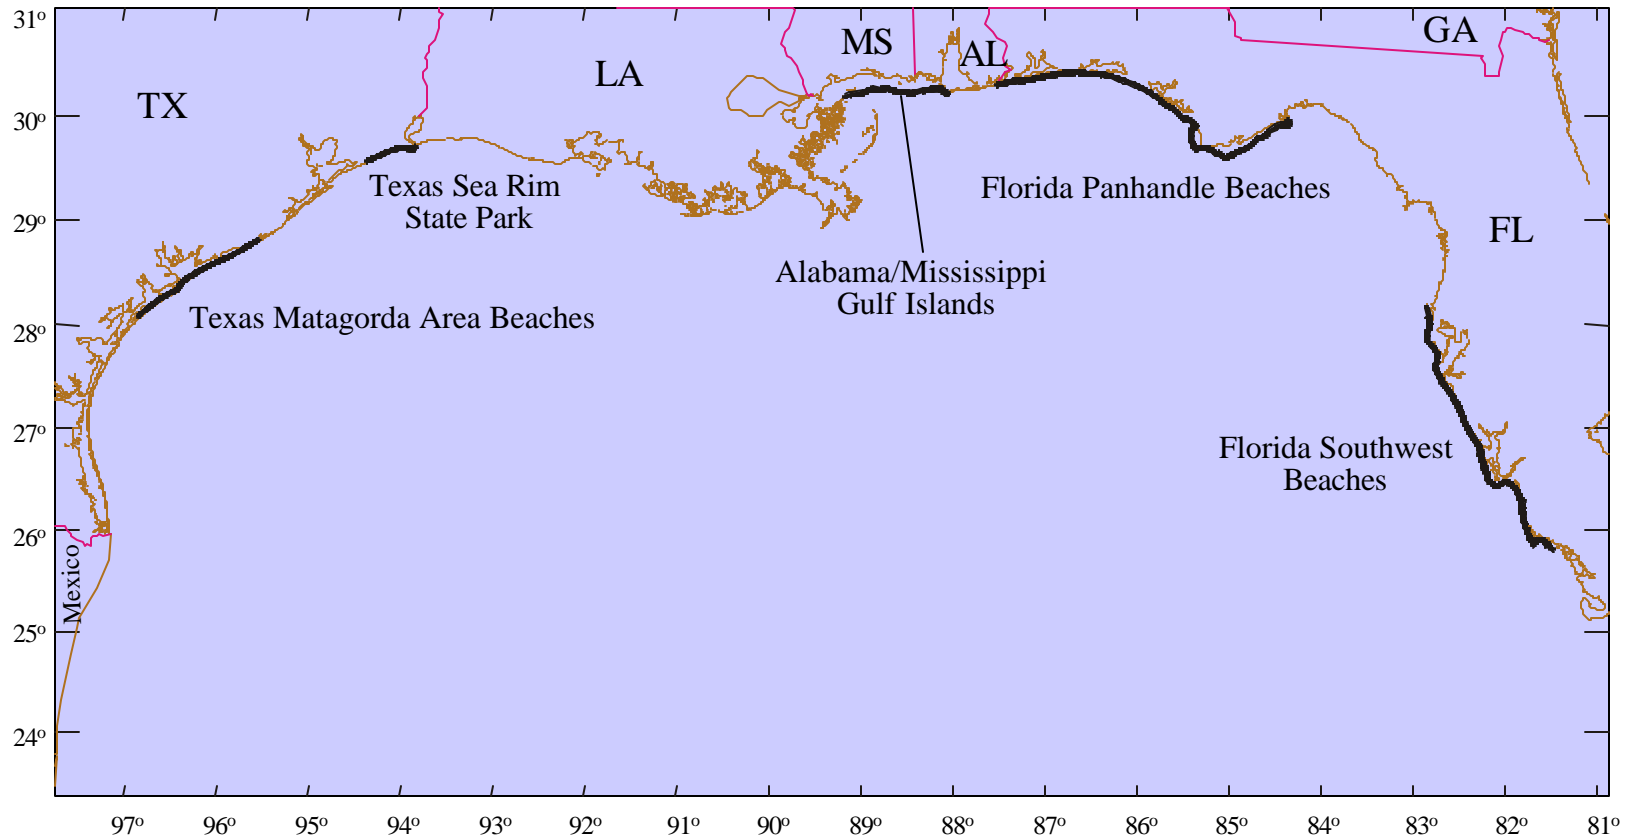 31°
GA
MS
AL
LA
TX
30°
Texas Sea Rim
State Park
Florida Panhandle Beaches
29°
FL
Alabama/Mississippi
Gulf Islands
Texas Matagorda Area Beaches
28°
27°
Florida Southwest
Beaches
26°
Mexico
25°
24°
97° 96° 95° 94° 93° 92° 91° 90° 89° 88° 87° 86° 85° 84° 83° 82° 81°